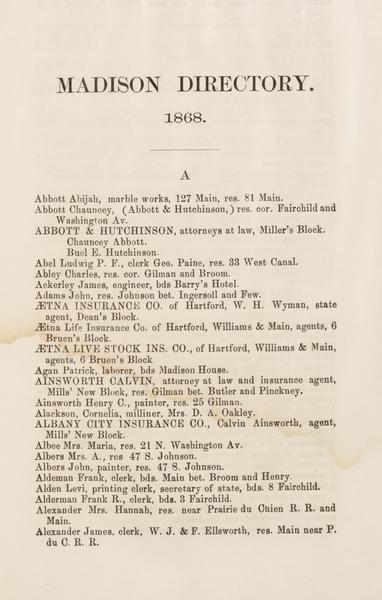 MADISON DIRECTORY.
1868.
A
Abbott Abijah, marble works, 127 Main, res. 81 Main.
Abbott Chauncey, (Abbott & Hutchinson,) res. cor. Fairchild and
Washington Av.
ABBOTT & HUTCHINSON, attorneys at law, Miller's Block.
Chauncey Abbott.
Buel E. Hutchinson.
Abel Ludwig P. F., clerk Geo. Paine, res. 33 West Canal.
Abley Charles, res. cor. Gilman and Broom.
Ackerley James, engineer, bds Barry's Hotel.
Adams John, res. Johnson bet. Ingersoll and Few.
ÆTNA INSURANCE CO. of Hartford, W. H. Wyman, state
agent, Dean's Block.
Ætna Life Insurance Co. of Hartford, Williams & Main, agents, 6
Bruen's Block.
ÆTNA LIVE STOCK INS. CO., of Hartford, Williams & Main,
agents, 6 Bruen's Block
Agan Patrick, laborer, bds Madison House.
AINSWORTH CALVIN, attorney at law and insurance agent,
Mills' New Block, res. Gilman bet. Butler and Pinckney.
Ainsworth Henry C., painter, res. 25 Gilman.
Alackson, Cornelia, milliner, Mrs. D. A. Oakley.
ALBANY CITY INSURANCE CO., Calvin Ainsworth, agent,
Mills' New Block.
Albee Mrs. Maria, res. 21 N. Washington Av.
Albers Mrs. A., res 47 S. Johnson.
Albers John, painter, res. 47 S. Johnson.
Aldeman Frank, clerk, bds. Main bet. Broom and Henry.
Alden Levi, printing clerk, secretary of state, bds. 8 Fairchild.
Alderman Frank R., clerk, bds. 3 Fairchild.
Alexander Mrs. Hannah, res. near Prairie du Chien R. R. and
Main.
Alexander James, clerk, W. J. & F. Ellsworth, res. Main near P.
du C. R. R.